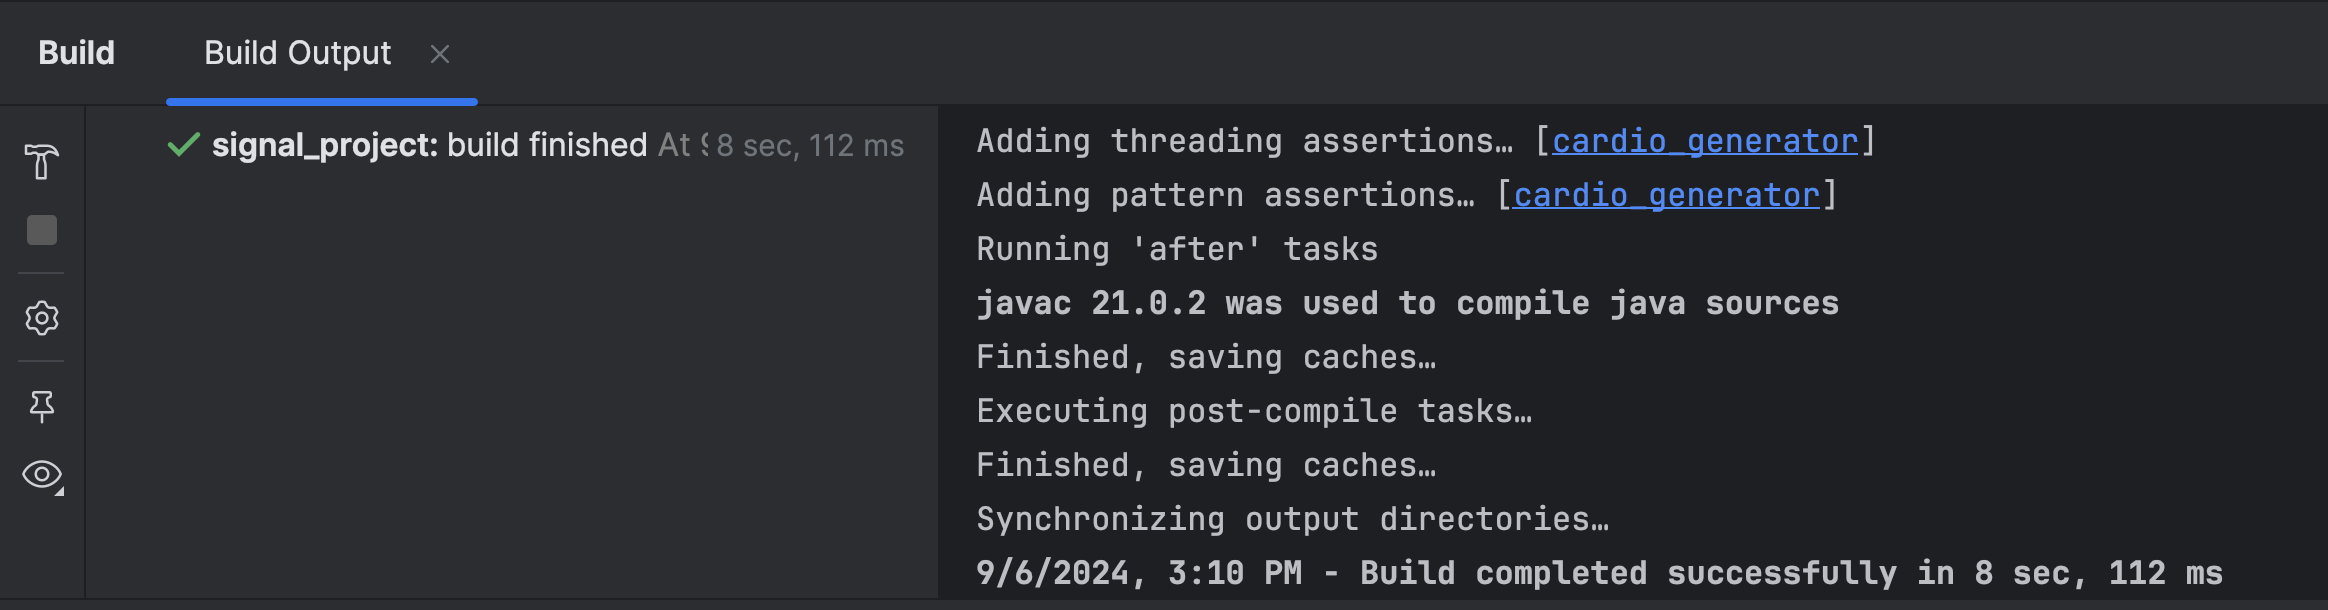 Build Build Output
signal_project: build finished At 8 sec, 112 ms
Adding threading assertions… [cardio_generator]
Adding pattern assertions… [cardio_generator]
Running 'after' tasks
javac 21.0.2 was used to compile java sources
Finished, saving caches…
Executing post-compile tasks…
Finished, saving caches…
Synchronizing output directories…
9/6/2024, 3:10 PM - Build completed successfully in 8 sec, 112 ms